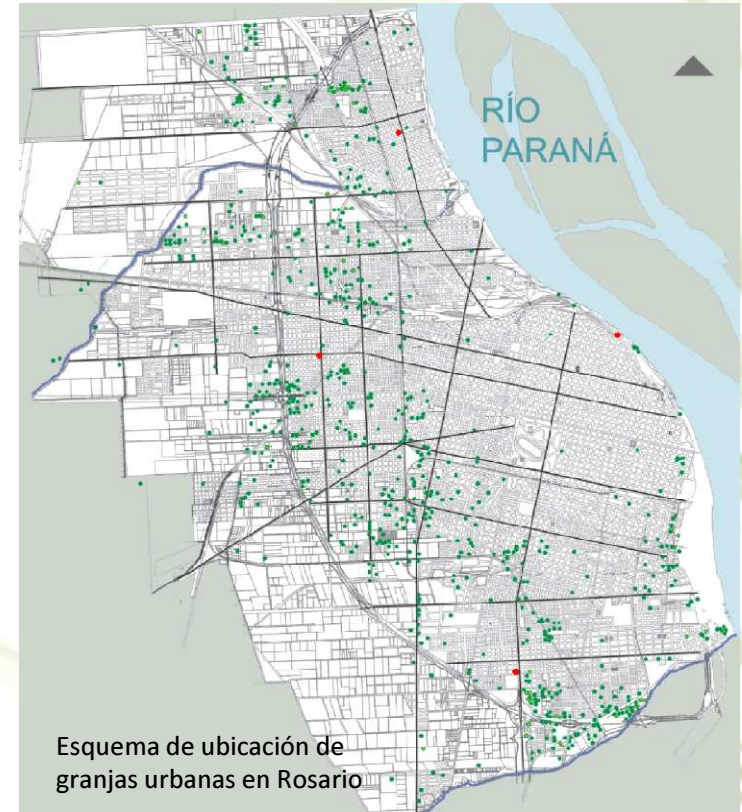 RÍO
PARANÁ
Esquema de ubicación de
granjas urbanas en Rosario